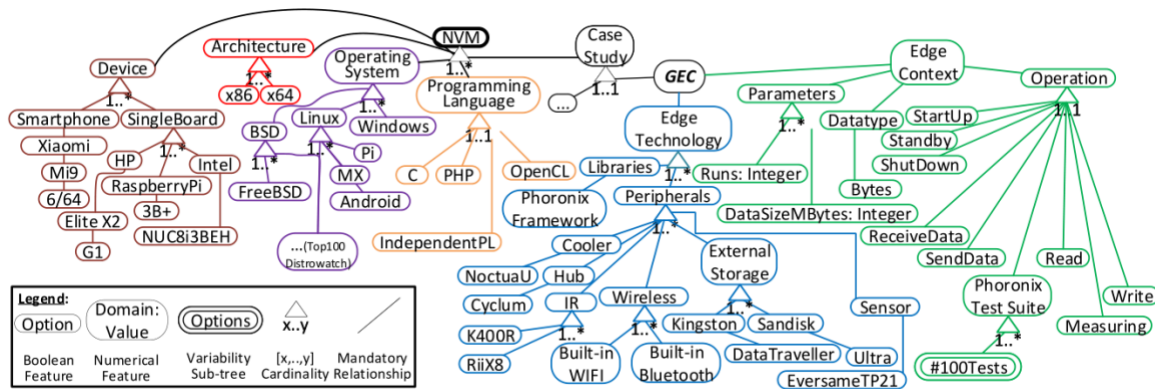 NVM
Case
Study
Architecture
Operating
System
Edge
Context
Device
1..*
x86
x64
1..*
Programming
Language
1..1
...
GEC
Parameters
Operation
1..*
Smartphone
SingleBoard
BSD
Linux
1..*
Windows
Edge
Technology
1..*
Datatype
StartUp
1..1
Xiaomi
HP
1..*
Intel
1..1
Standby
Mi9
RaspberryPi
1..*
1..*
Pi
C
PHP
OpenCL
Libraries
1..*
Runs: Integer
ShutDown
6/64
FreeBSD
MX
Phoronix
Framework
Peripherals
Bytes
Elite X2
3B+
Android
1..*
DataSizeMBytes: Integer
G1
NUC8i3BEH
...(Top100
Distrowatch)
IndependentPL
Cooler
External
Storage
ReceiveData
NoctuaU
Hub
SendData
Read
Cyclum
IR
Wireless
1..*
Sensor
Phoronix
Test Suite
Write
K400R
1..*
1..*
Kingston
Sandisk
Measuring
RiiX8
Built-in
WIFI
Built-in
Bluetooth
DataTraveller
Ultra
1..*
EversameTP21
#100Tests
Legend:
Option
Domain:
Value
Options
x..y
Boolean
Feature
Numerical
Feature
Variability
Sub-tree
[x,..,y]
Cardinality
Mandatory
Relationship